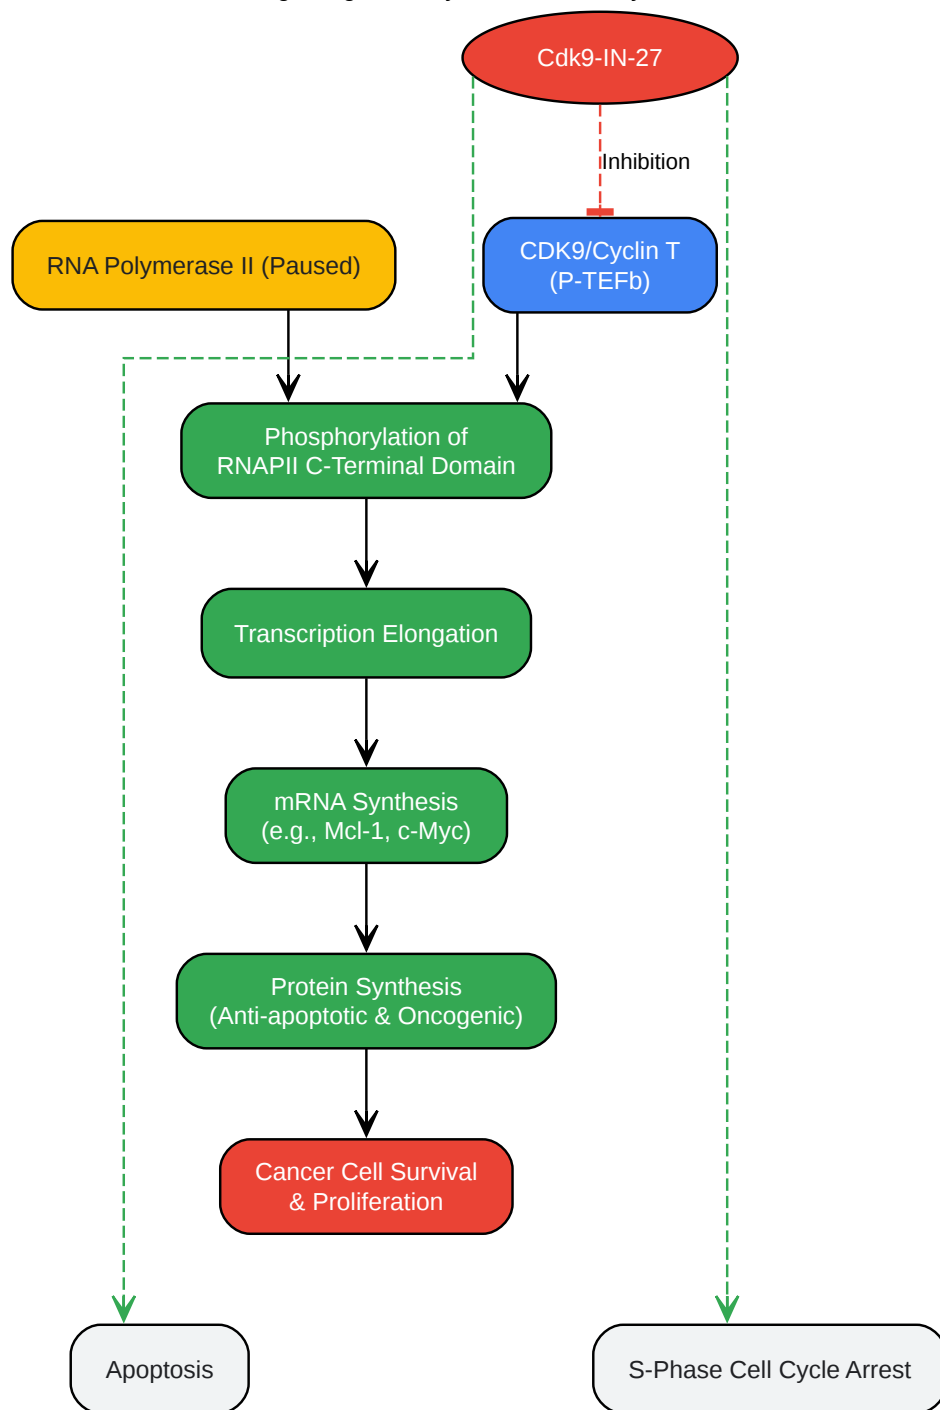 Cdk9-IN-27
Inhibition
RNA Polymerase II (Paused)
CDK9/Cyclin T
(P-TEFb)
Phosphorylation of
RNAPII C-Terminal Domain
Transcription Elongation
mRNA Synthesis
(e.g., Mcl-1, c-Myc)
Protein Synthesis
(Anti-apoptotic & Oncogenic)
Cancer Cell Survival
& Proliferation
Apoptosis
S-Phase Cell Cycle Arrest